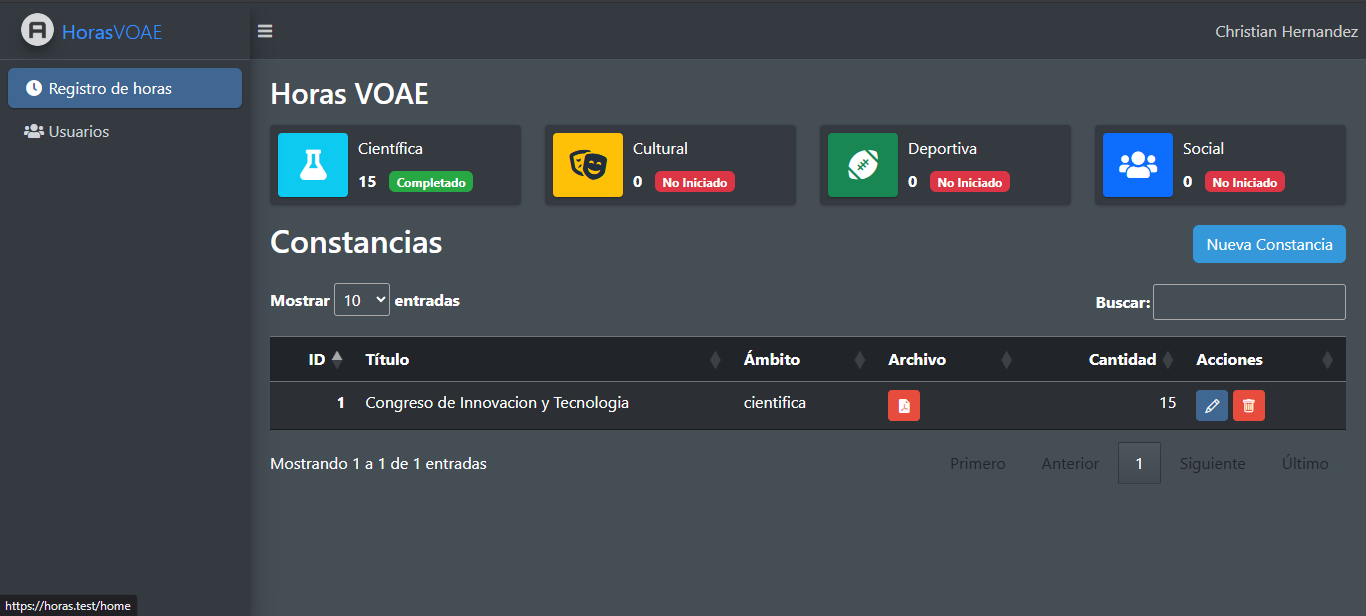 HorasVOAE
Christian Hernandez
Registro de horas
Usuarios
Horas VOAE
Científica
15 Completado
Cultural
0 No Iniciado
Deportiva
0 No Iniciado
Social
0 No Iniciado
Constancias
Nueva Constancia
Mostrar 10 entradas
Buscar:
ID Título Ámbito Archivo Cantidad Acciones
1 Congreso de Innovacion y Tecnologia cientifica 15
Mostrando 1 a 1 de 1 entradas
Primero Anterior 1 Siguiente Último
https://horas.test/home